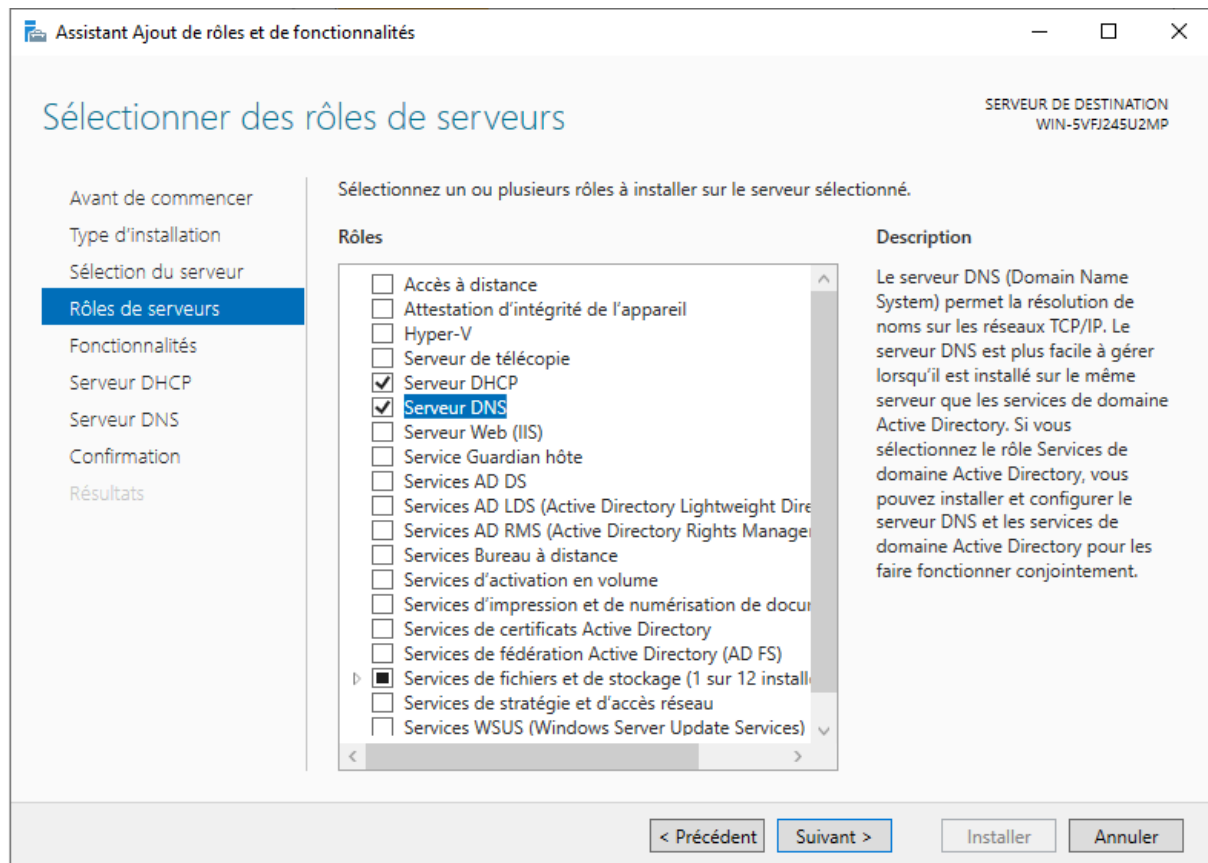 Assistant Ajout de rôles et de fonctionnalités
Sélectionner des rôles de serveurs
SERVEUR DE DESTINATION
WIN-5VFJ245U2MP
Avant de commencer
Type d'installation
Sélection du serveur
Rôles de serveurs
Fonctionnalités
Serveur DHCP
Serveur DNS
Confirmation
Résultats
Sélectionnez un ou plusieurs rôles à installer sur le serveur sélectionné.
Rôles
Accès à distance
Attestation d'intégrité de l'appareil
Hyper-V
Serveur de télécopie
Serveur DHCP
Serveur DNS
Serveur Web (IIS)
Service Guardian hôte
Services AD DS
Services AD LDS (Active Directory Lightweight Dire
Services AD RMS (Active Directory Rights Manage
Services Bureau à distance
Services d'activation en volume
Services d'impression et de numérisation de docu
Services de certificats Active Directory
Services de fédération Active Directory (AD FS)
Services de fichiers et de stockage (1 sur 12 install
Services de stratégie et d'accès réseau
Services WSUS (Windows Server Update Services)
Description
Le serveur DNS (Domain Name
System) permet la résolution de
noms sur les réseaux TCP/IP. Le
serveur DNS est plus facile à gérer
lorsqu'il est installé sur le même
serveur que les services de domaine
Active Directory. Si vous
sélectionnez le rôle Services de
domaine Active Directory, vous
pouvez installer et configurer le
serveur DNS et les services de
domaine Active Directory pour les
faire fonctionner conjointement.
< Précédent
Suivant >
Installer
Annuler